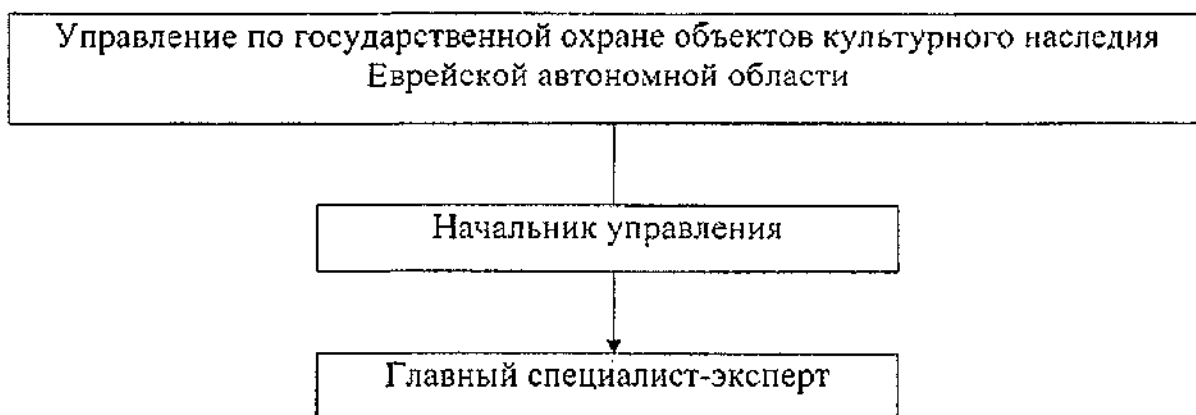 Управление по государственной охране объектов культурного наследия
Еврейской автономной области
Начальник управления
Главный специалист-эксперт